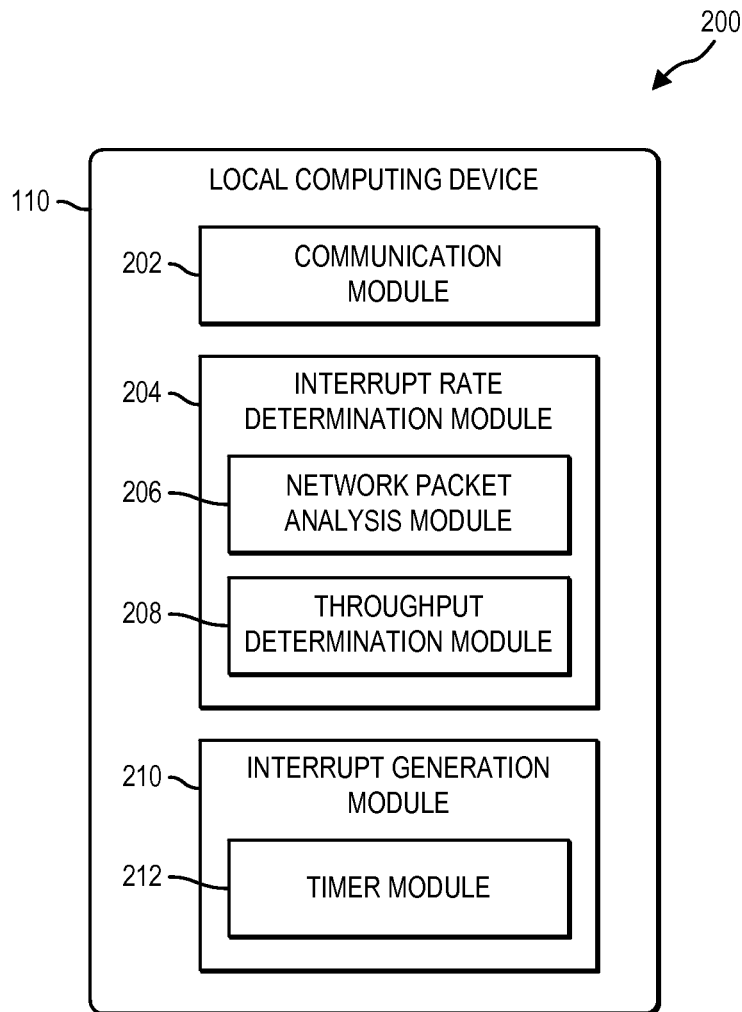 200
LOCAL COMPUTING DEVICE
110
202
COMMUNICATION
MODULE
204
INTERRUPT RATE
DETERMINATION MODULE
206
NETWORK PACKET
ANALYSIS MODULE
208
THROUGHPUT
DETERMINATION MODULE
210
INTERRUPT GENERATION
MODULE
212
TIMER MODULE